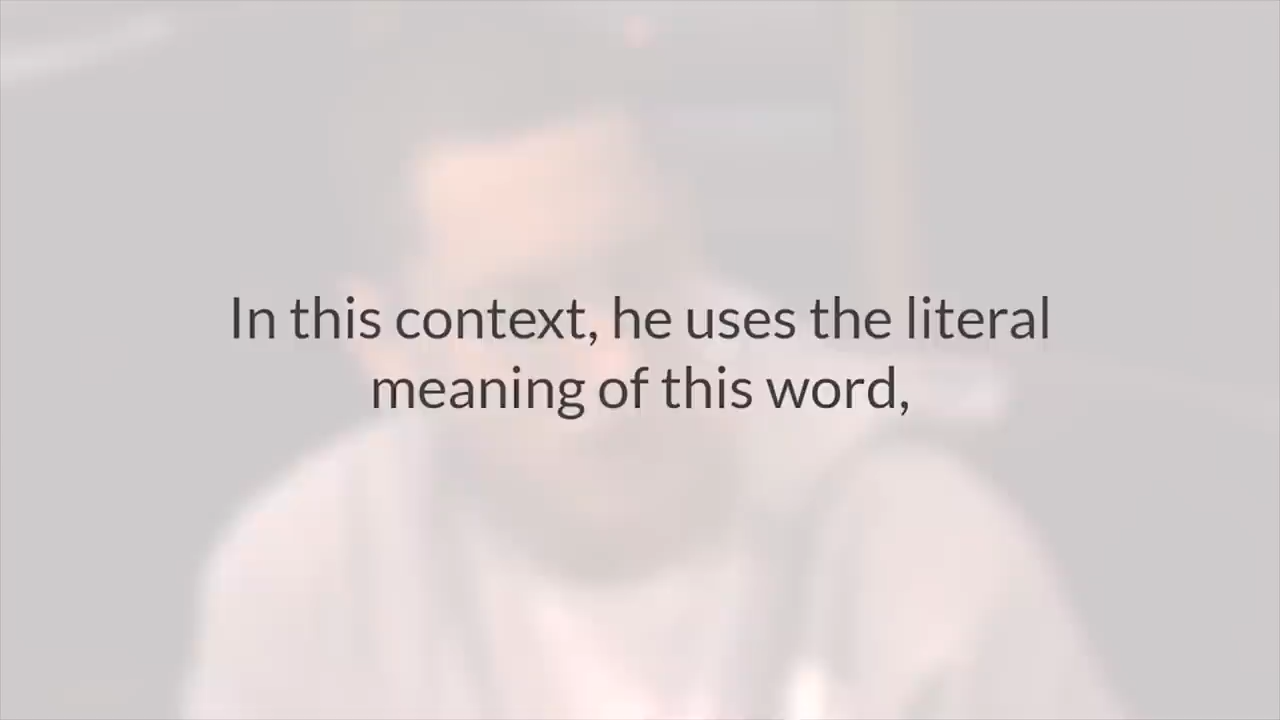 In this context, he uses the literal
meaning of this word,